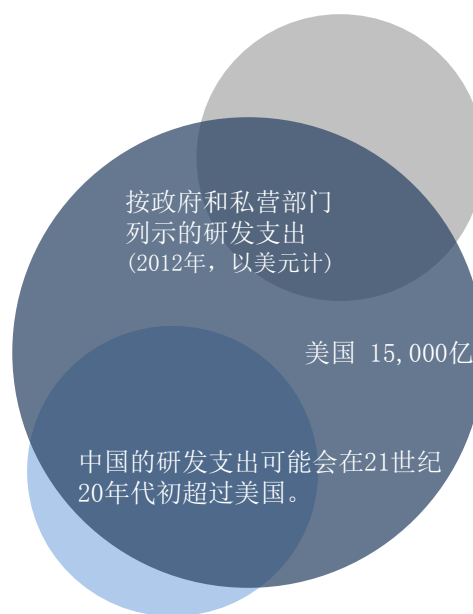 按政府和私营部门
列示的研发支出
(2012年，以美元计)
美国 15,000亿
中国的研发支出可能会在21世纪
20年代初超过美国。